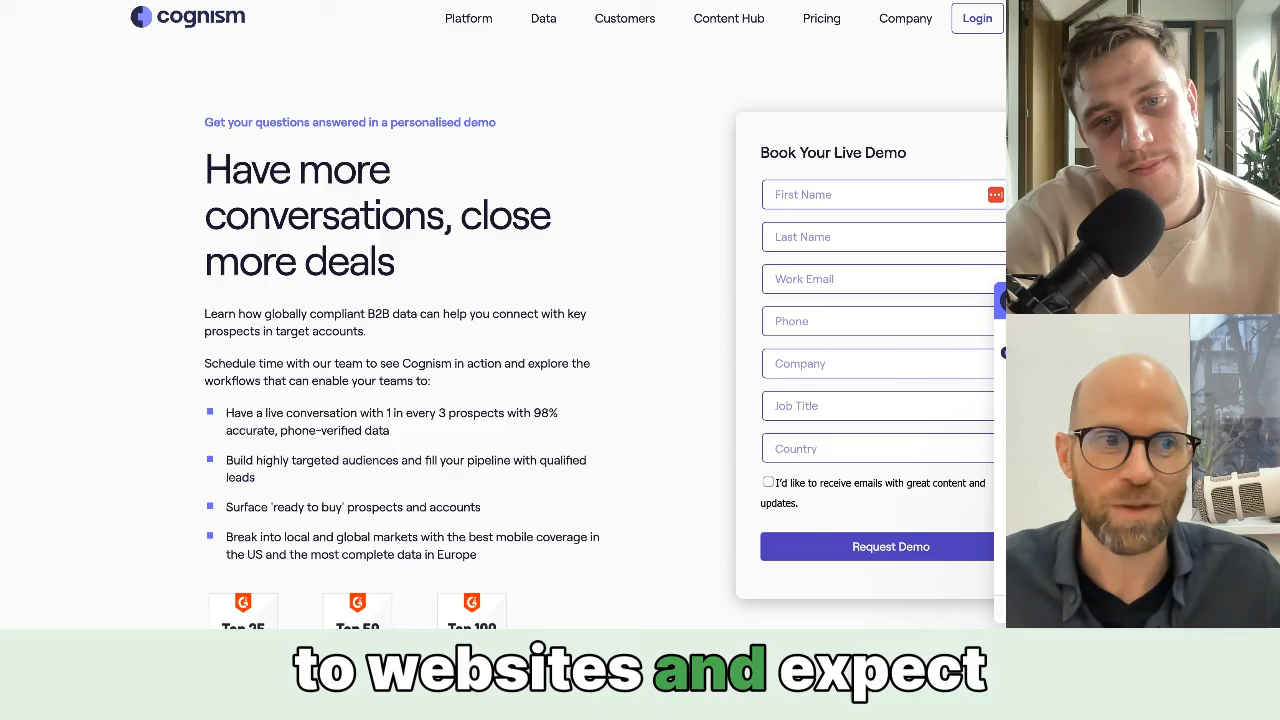 cognism
Platform
Data
Customers
Content Hub
Pricing
Company
Login
Get your questions answered in a personalised demo
Have more
conversations, close
more deals
Learn how globally compliant B2B data can help you connect with key
prospects in target accounts.
Schedule time with our team to see Cognism in action and explore the
workflows that can enable your teams to:
Have a live conversation with 1 in every 3 prospects with 98%
accurate, phone-verified data
Build highly targeted audiences and fill your pipeline with qualified
leads
Surface 'ready to buy' prospects and accounts
Break into local and global markets with the best mobile coverage in
the US and the most complete data in Europe
Top 25
Top 50
Top 100
Book Your Live Demo
First Name
Last Name
Work Email
Phone
Company
Job Title
Country
I'd like to receive emails with great content and
updates.
Request Demo
to websites and expect